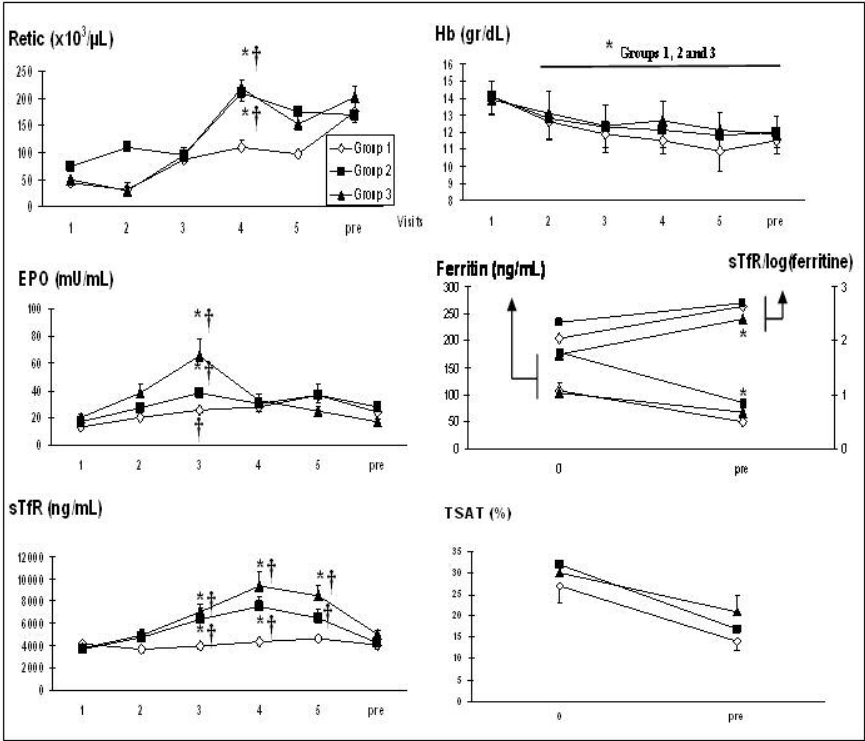 Retic (x10³/µL)
*†
250
200
150
100
50
0
*†
Group 1
Group 2
Group 3
1 2 3 4 5 pre Visits
Hb (gr/dL)
* Groups 1, 2 and 3
16
15
14
13
12
11
10
9
8
1 2 3 4 5 pre
EPO (mU/mL)
100
80
60
40
20
0
*†
*†
†
1 2 3 4 5 pre
Ferritin (ng/mL)
sTfR/log(ferritine)
300
250
200
150
100
50
0
3
2
1
0
*
*
0 pre
sTfR (ng/mL)
12000
10000
8000
6000
4000
2000
0
*† *† *†
*† *† †
1 2 3 4 5 pre
TSAT (%)
35
30
25
20
15
10
5
0
0 pre